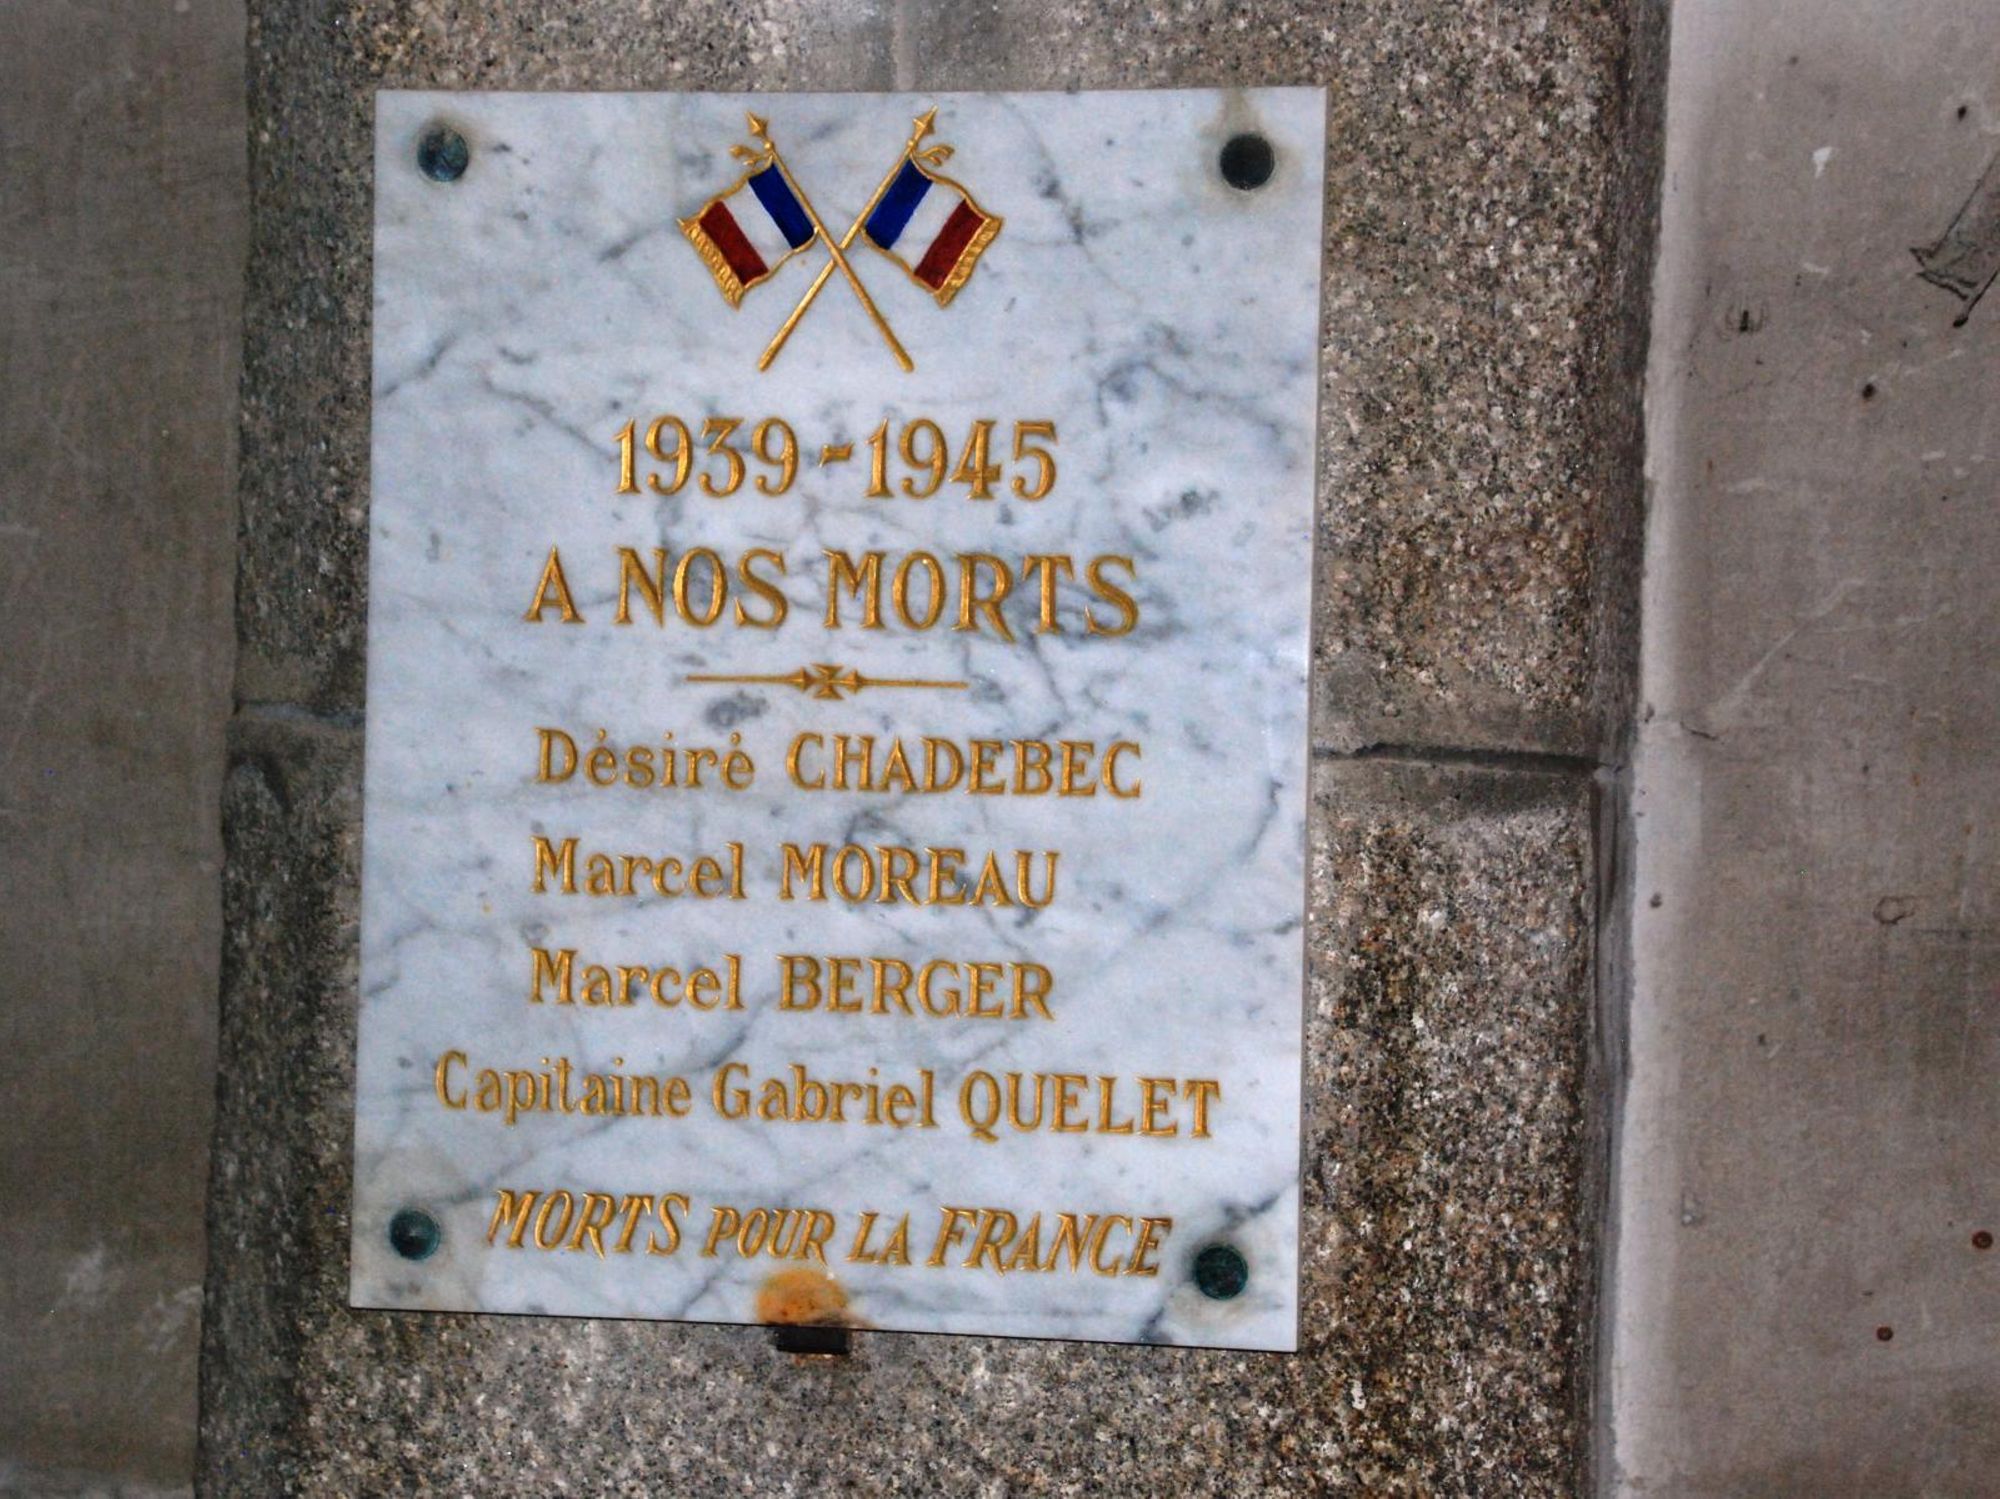 1939-1945
A NOS MORTS
Désiré CHADEBEC
Marcel MOREAU
Marcel BERGER
Capitaine Gabriel QUELET
MORTS POUR LA FRANCE